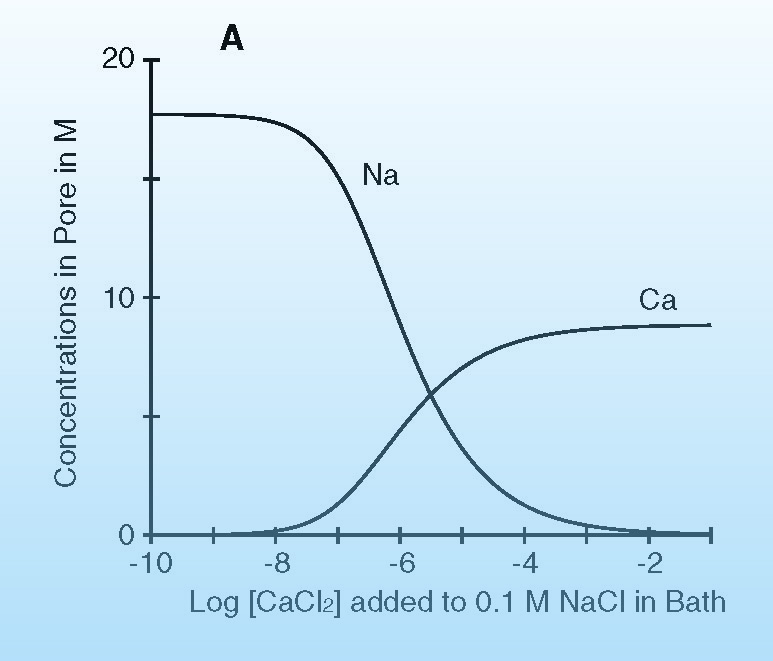 A
20
10
0
Concentrations in Pore in M
Na
Ca
-10 -8 -6 -4 -2
Log [CaCl₂] added to 0.1 M NaCl in Bath